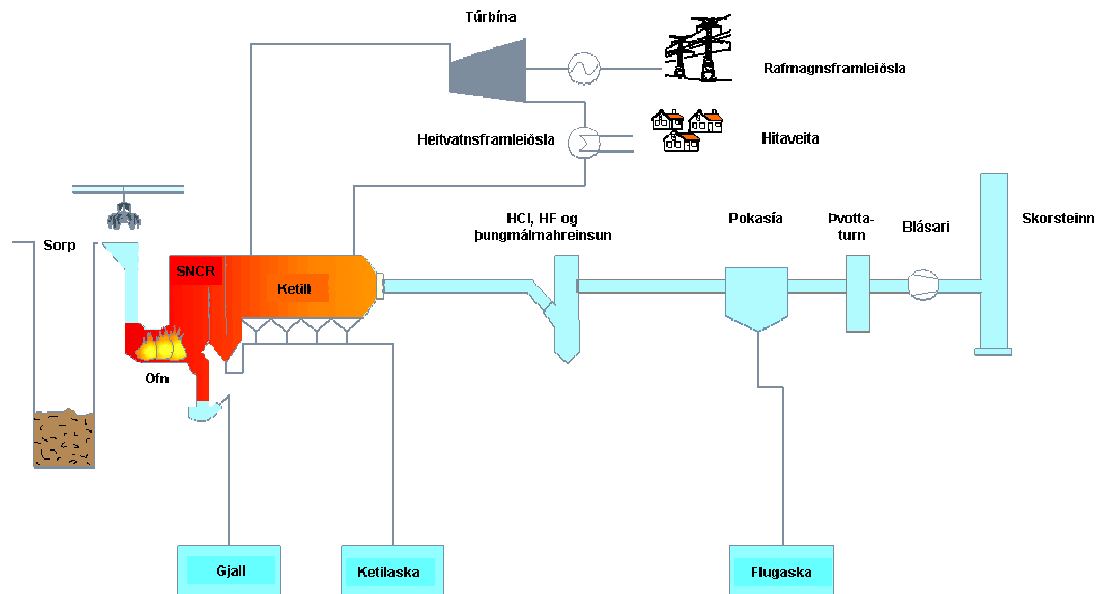 Túrbína
Rafmagnsframleiðsla
Heitvatnsframleiðsla
Hitaveita
HCl, HF og
þungmálmahreinsun
Pokasía
Þvotta-
turn
Blásari
Skorsteinn
Sorp
SNCR
Ketill
Ofn
Gjall
Ketilaska
Flugaska